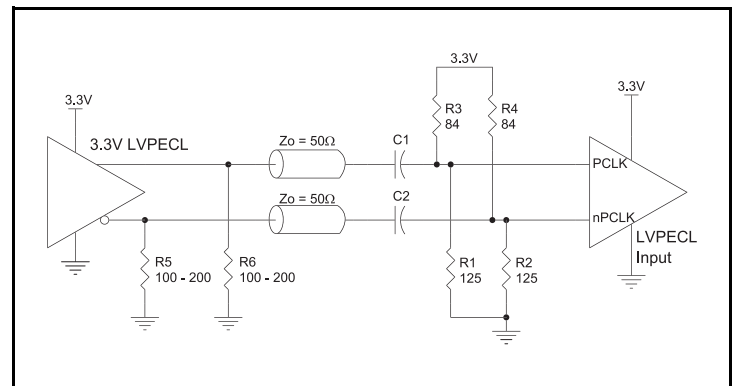 3.3V
3.3V
3.3V LVPECL
3.3V
R3
84
R4
84
Zo = 50Ω
C1
PCLK
Zo = 50Ω
C2
nPCLK
LVPECL
Input
R5
100 - 200
R6
100 - 200
R1
125
R2
125